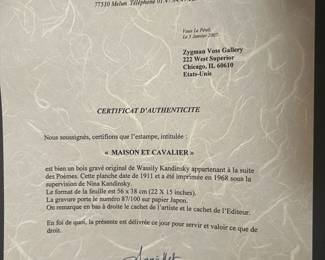 77530 Melun Téléphone 01
Vaux Le Pénil,
Le 3 Janvier 2007
Zygman Voss Gallery
222 West Superior
Chicago, IL 60610
Etats-Unis
CERTIFICAT D'AUTHENTICITE
Nous soussignés, certifions que l'estampe, intitulée :
« MAISON ET CAVALIER »
est bien un bois gravé original de Wassily Kandinsky appartenant à la suite
des Poèmes. Cette planche date de 1911 et a été imprimée en 1968 sous la
supervision de Nina Kandinsky.
Le format de la feuille est 56 x 38 cm (22 X 15 inches).
La gravure porte le numéro 87/100 sur papier Japon.
On remarque en bas à droite le cachet de l'artiste et le cachet de l'Editeur.
En foi de quoi, la présente est délivrée ce jour pour servir et valoir ce que de
droit.